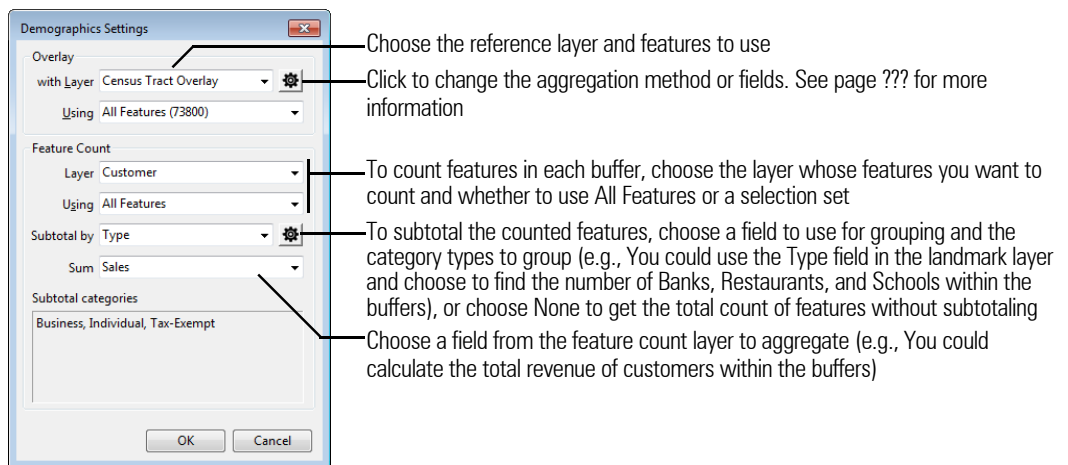 Demographics Settings
Overlay
with Layer Census Tract Overlay
Using All Features (73800)
Feature Count
Layer Customer
Using All Features
Subtotal by Type
Sum Sales
Subtotal categories
Business, Individual, Tax-Exempt
OK Cancel
Choose the reference layer and features to use
Click to change the aggregation method or fields. See page ??? for more
information
To count features in each buffer, choose the layer whose features you want to
count and whether to use All Features or a selection set
To subtotal the counted features, choose a field to use for grouping and the
category types to group (e.g., You could use the Type field in the landmark layer
and choose to find the number of Banks, Restaurants, and Schools within the
buffers), or choose None to get the total count of features without subtotaling
Choose a field from the feature count layer to aggregate (e.g., You could
calculate the total revenue of customers within the buffers)